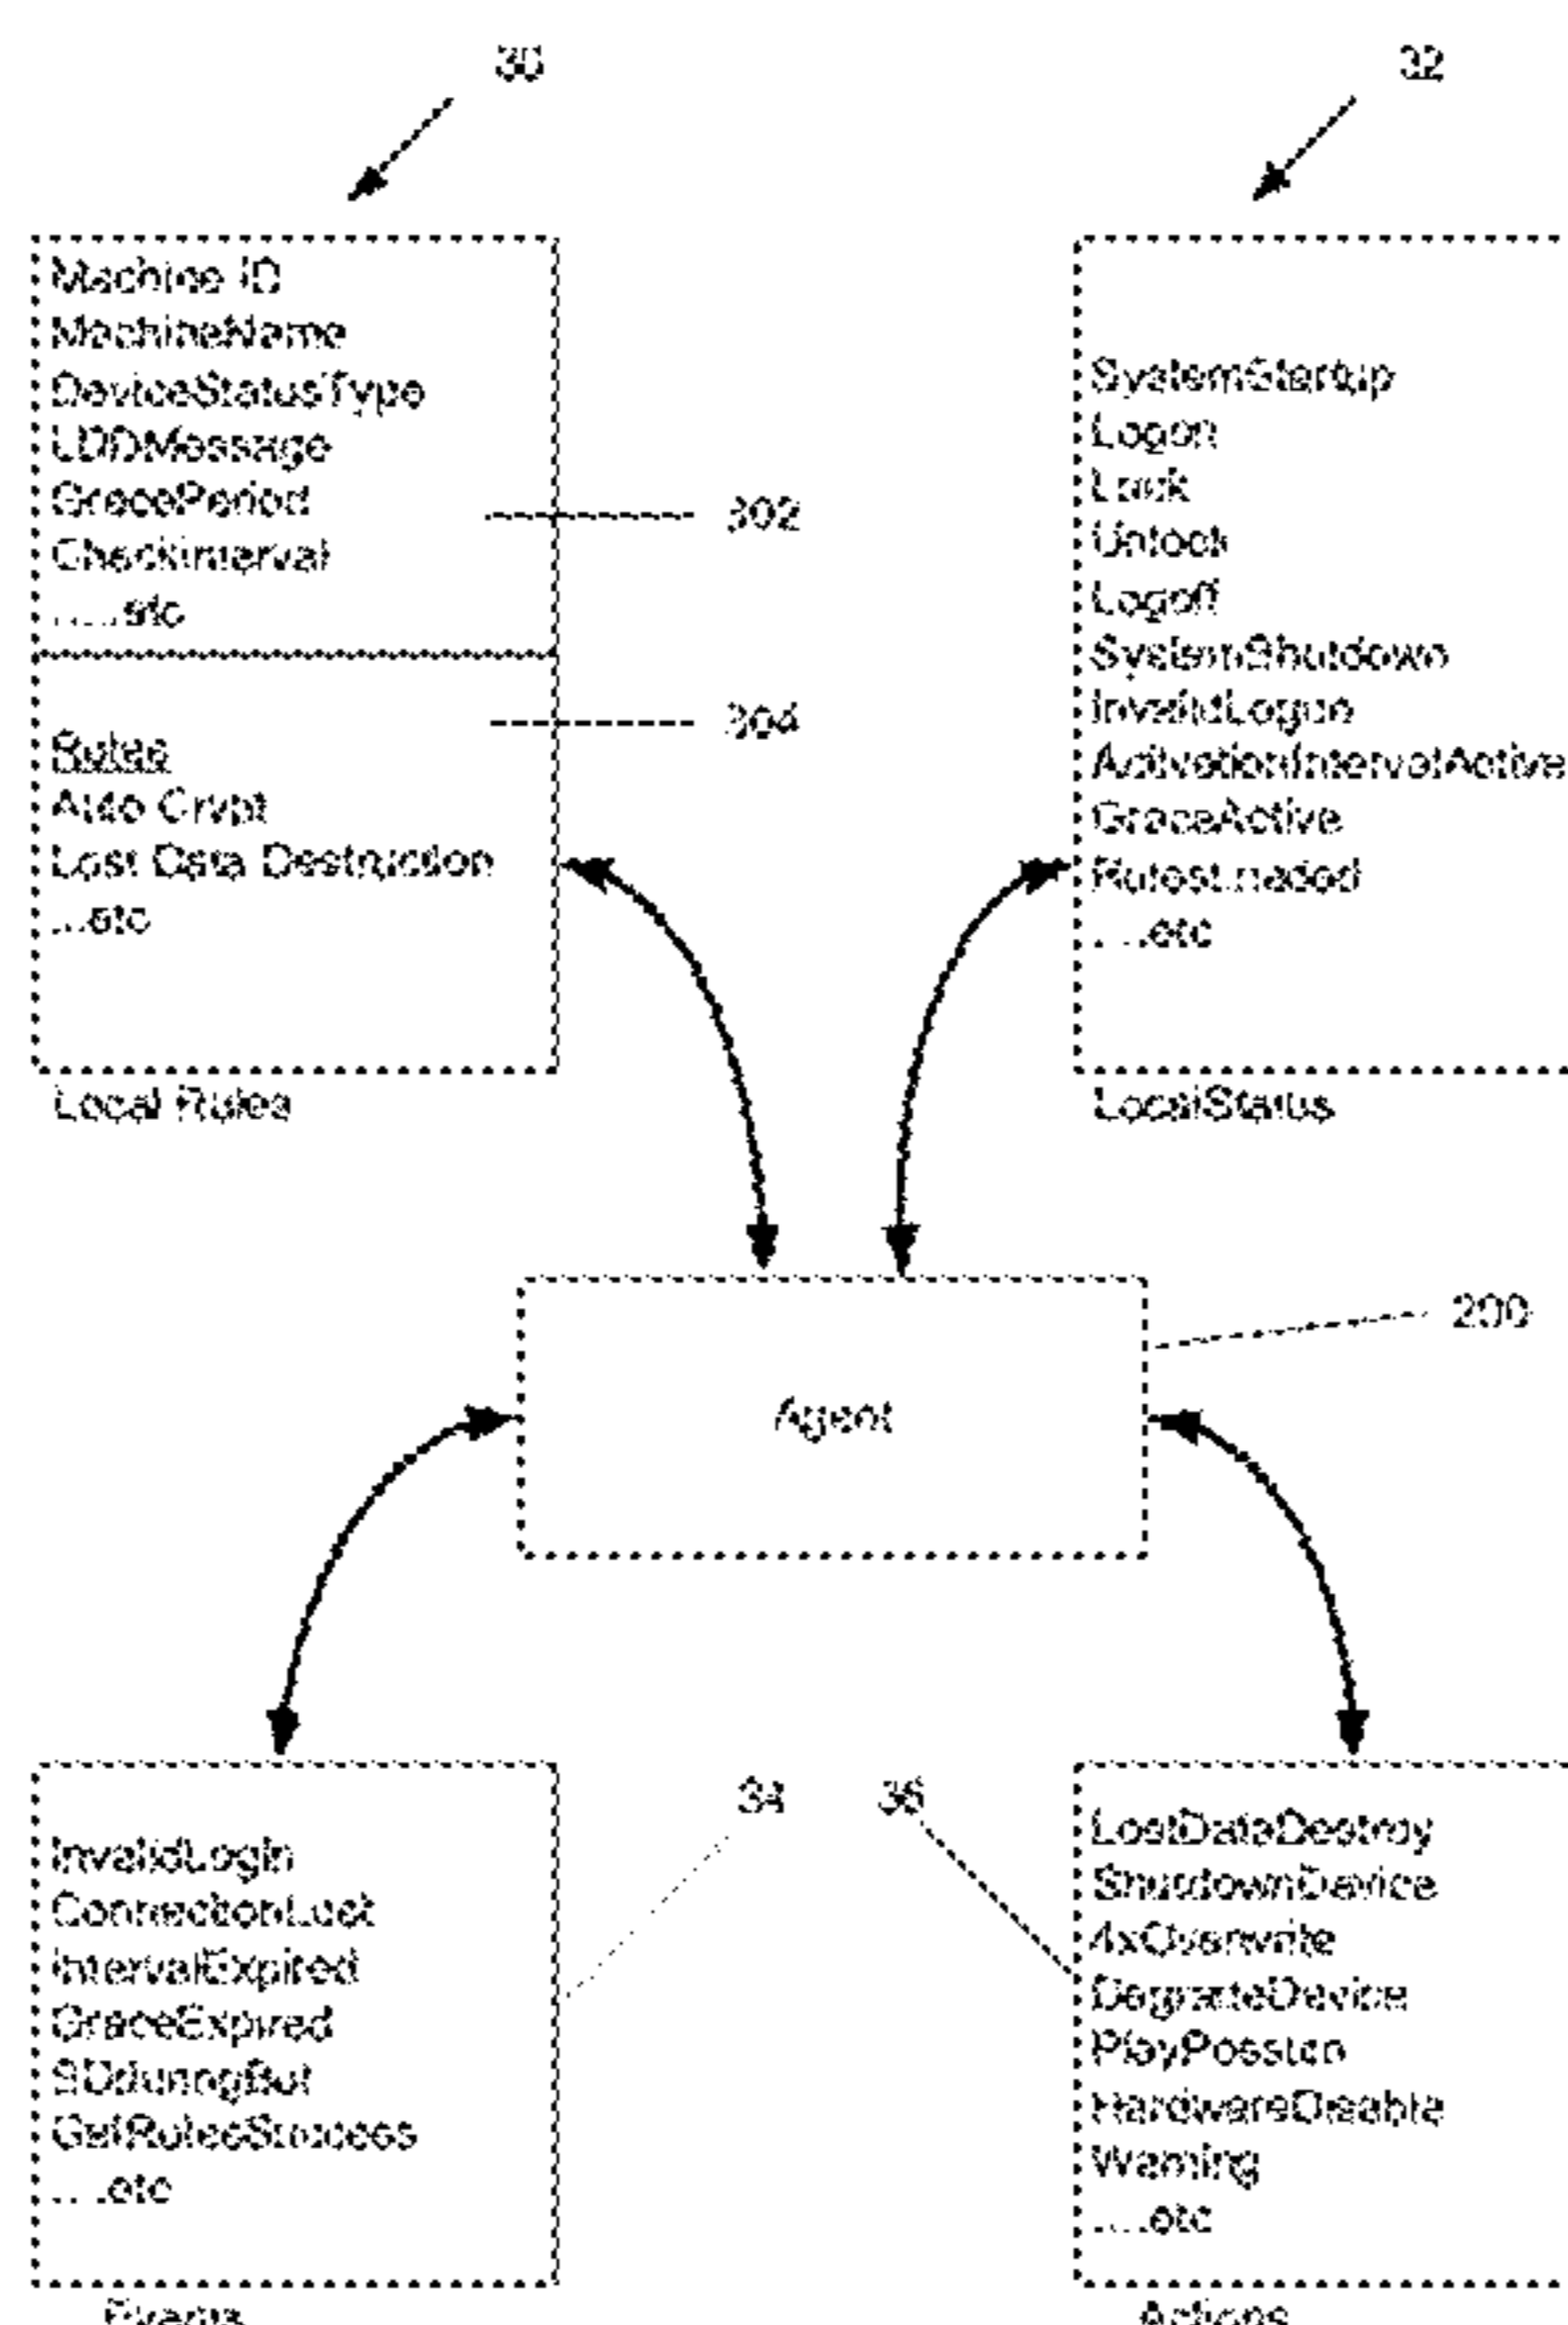 30
32
Machine ID
MachineName
DeviceStatusType
LDDMessage
GracePeriod
CheckInterval
.....etc
302
304
Rules
Auto Crypt
Lost Data Destruction
...etc
Local Rules
SystemStartup
Logon
Lock
Unlock
Logoff
SystemShutdown
InvalidLogon
ActivationIntervalActive
GraceActive
RulesLoaded
....etc
LocalStatus
Agent
200
34
36
InvalidLogin
ConnectionLost
IntervalExpired
GraceExpired
GetRulesSuccess
....etc
Events
LostDataDestroy
ShutdownDevice
4xOverwrite
DegradeDevice
HardwareDisable
Warning
....etc
Actions